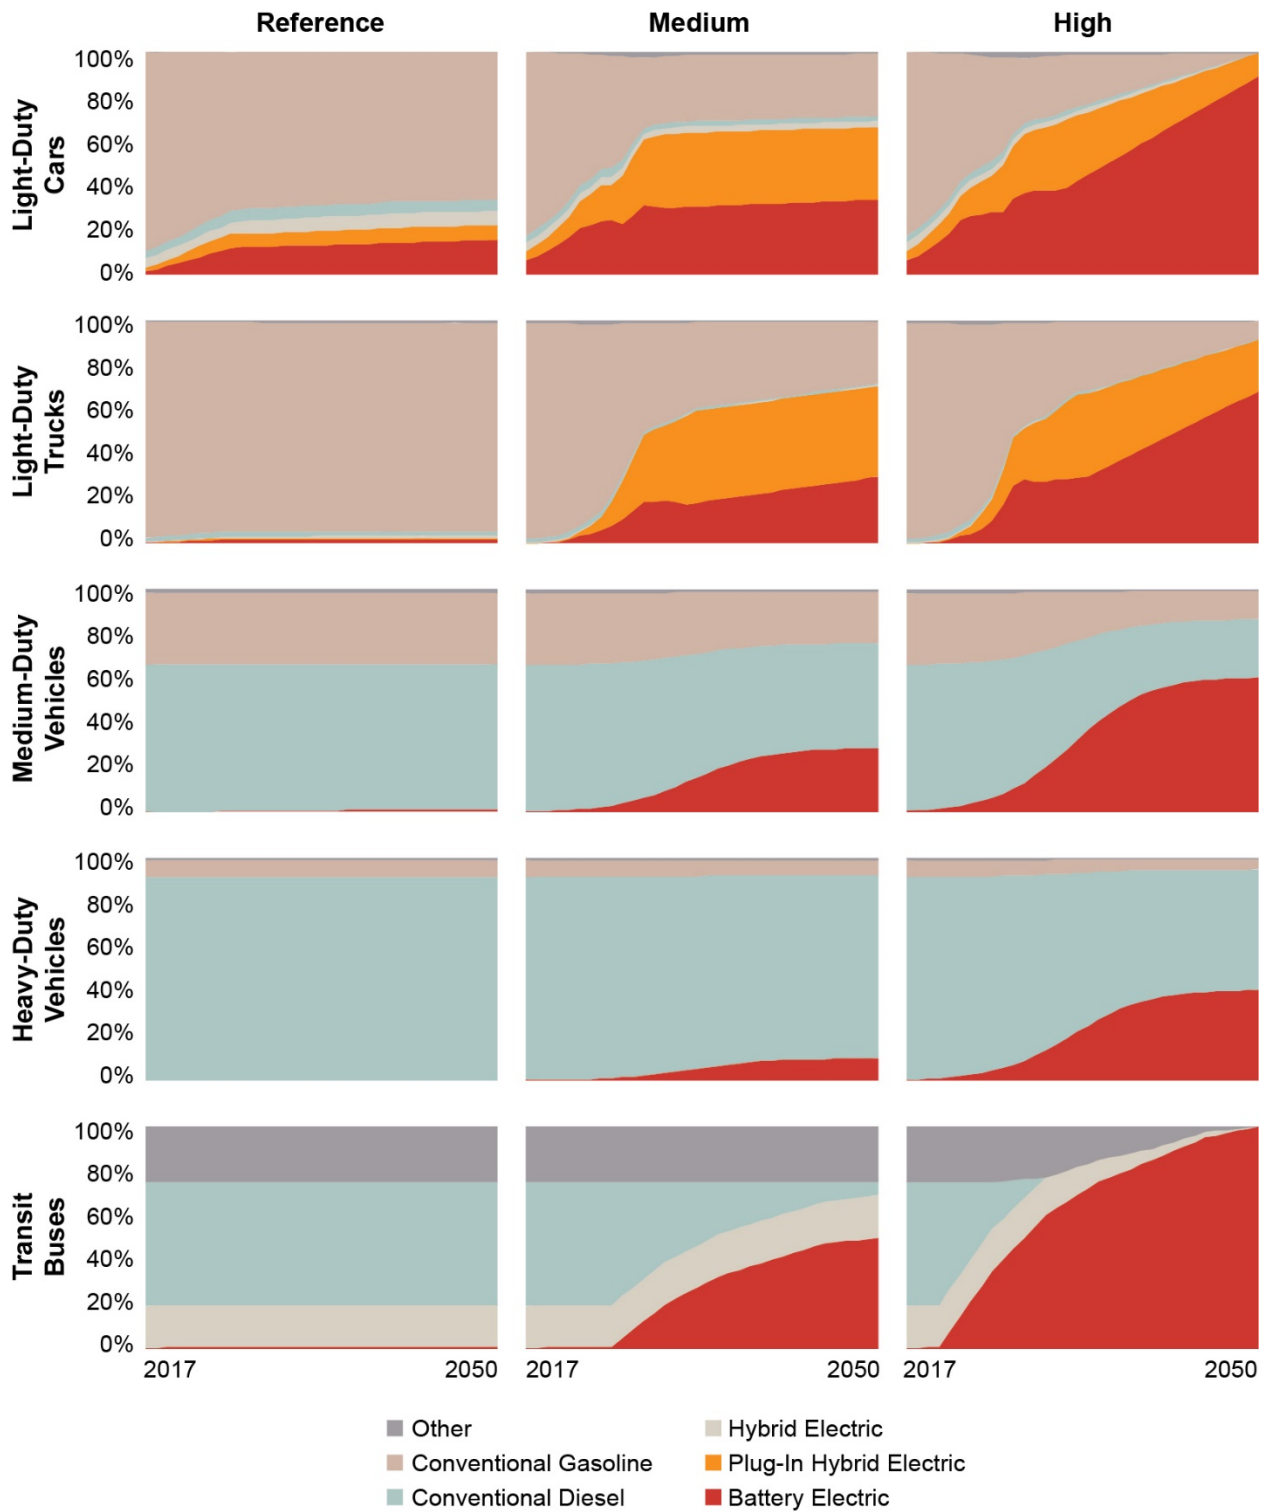 Reference Medium High
Light-Duty
Cars
100%
80%
60%
40%
20%
0%
Light-Duty
Trucks
100%
80%
60%
40%
20%
0%
Medium-Duty
Vehicles
100%
80%
60%
40%
20%
0%
Heavy-Duty
Vehicles
100%
80%
60%
40%
20%
0%
Transit
Buses
100%
80%
60%
40%
20%
0%
2017 2050 2017 2050 2017 2050
Other
Conventional Gasoline
Conventional Diesel
Hybrid Electric
Plug-In Hybrid Electric
Battery Electric